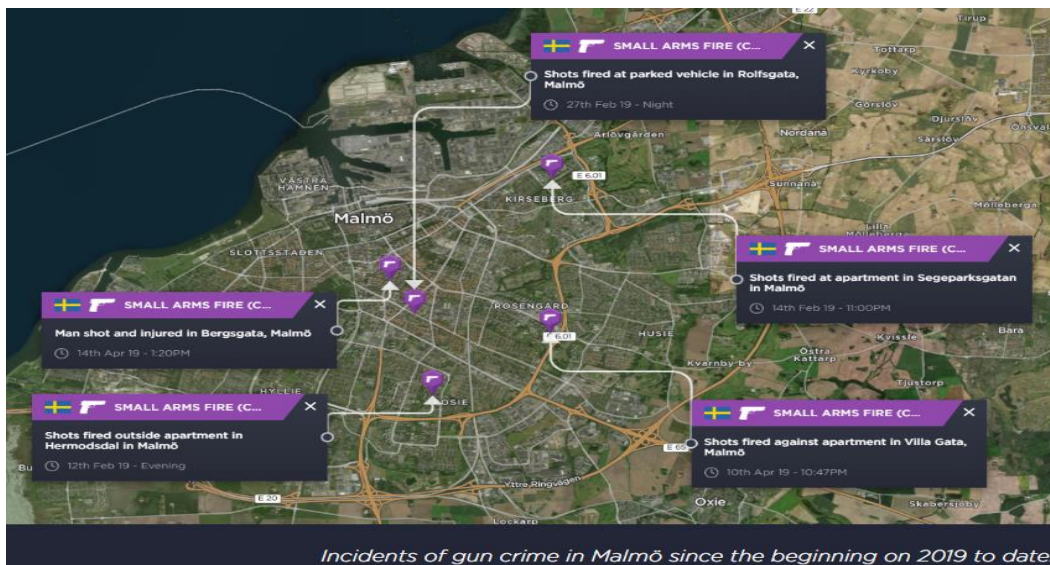 E 22
Tirup
SMALL ARMS FIRE (C...
Shots fired at parked vehicle in Rolfsgata,
Malmö
27th Feb 19 - Night
Tottarp
Kyrkoby
Görslöv
Djurslöv
Särslöv
Nordanå
Arlövgården
Sunnanå
E 6.01
VÄSTRA
HAMNEN
KIRSEBERG
Mölleberga
Malmö
SLOTTSSTADEN
SMALL ARMS FIRE (C...
Shots fired at apartment in Segeparksgatan
in Malmö
14th Feb 19 - 11:00PM
SMALL ARMS FIRE (C...
Man shot and injured in Bergsgata, Malmö
14th Apr 19 - 1:20PM
ROSENGÅRD
E 6.01
HUSIE
Bara
Kvissle
Östra
Kattarp
Kvarnby by
Tjustorp
HYLLIE
SMALL ARMS FIRE (C...
Shots fired outside apartment in
Hermodsdal in Malmö
12th Feb 19 - Evening
SMALL ARMS FIRE (C...
Shots fired against apartment in Villa Gata,
Malmö
10th Apr 19 - 10:47PM
E 65
Yttre Ringvägen
E 20
Oxie
Skabersjöby
Lockarp
Incidents of gun crime in Malmö since the beginning on 2019 to date